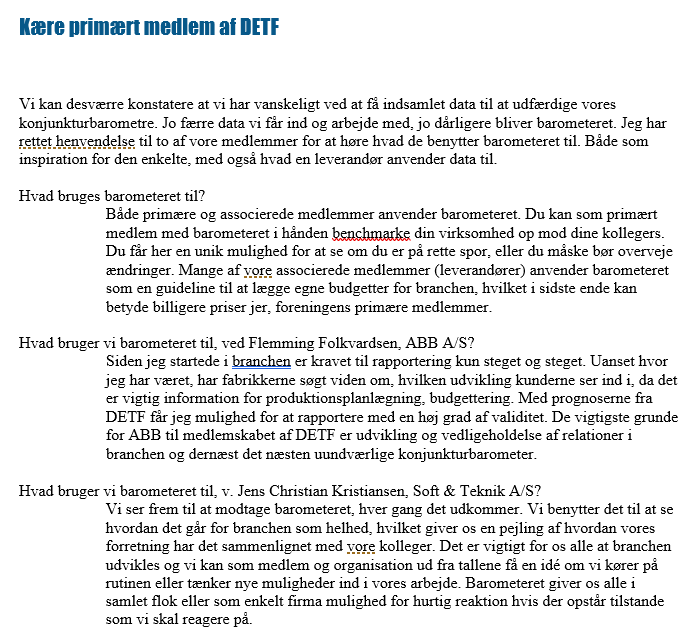 Kære primært medlem af DETF
Vi kan desværre konstatere at vi har vanskeligt ved at få indsamlet data til at udfærdige vores
konjunkturbarometre. Jo færre data vi får ind og arbejde med, jo dårligere bliver barometeret. Jeg har
rettet henvendelse til to af vore medlemmer for at høre hvad de benytter barometeret til. Både som
inspiration for den enkelte, med også hvad en leverandør anvender data til.
Hvad bruges barometeret til?
Både primære og associerede medlemmer anvender barometeret. Du kan som primært
medlem med barometeret i hånden benchmarke din virksomhed op mod dine kollegers.
Du får her en unik mulighed for at se om du er på rette spor, eller du måske bør overveje
ændringer. Mange af vore associerede medlemmer (leverandører) anvender barometeret
som en guideline til at lægge egne budgetter for branchen, hvilket i sidste ende kan
betyde billigere priser jer, foreningens primære medlemmer.
Hvad bruger vi barometeret til, ved Flemming Folkvardsen, ABB A/S?
Siden jeg startede i branchen er kravet til rapportering kun steget og steget. Uanset hvor
jeg har været, har fabrikkerne søgt viden om, hvilken udvikling kunderne ser ind i, da det
er vigtig information for produktionsplanlægning, budgettering. Med prognoserne fra
DETF får jeg mulighed for at rapportere med en høj grad af validitet. De vigtigste grunde
for ABB til medlemskabet af DETF er udvikling og vedligeholdelse af relationer i
branchen og dernæst det næsten uundværlige konjunkturbarometer.
Hvad bruger vi barometeret til, v. Jens Christian Kristiansen, Soft & Teknik A/S?
Vi ser frem til at modtage barometeret, hver gang det udkommer. Vi benytter det til at se
hvordan det går for branchen som helhed, hvilket giver os en pejling af hvordan vores
forretning har det sammenlignet med vore kolleger. Det er vigtigt for os alle at branchen
udvikles og vi kan som medlem og organisation ud fra tallene få en idé om vi kører på
rutinen eller tænker nye muligheder ind i vores arbejde. Barometeret giver os alle i
samlet flok eller som enkelt firma mulighed for hurtig reaktion hvis der opstår tilstande
som vi skal reagere på.